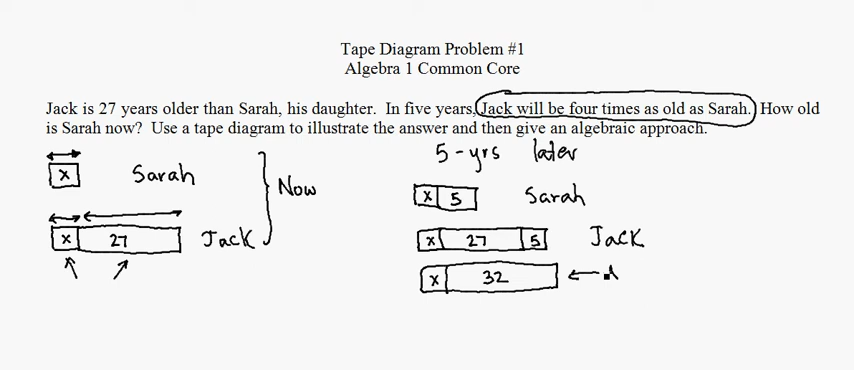 Tape Diagram Problem #1
Algebra 1 Common Core
Jack is 27 years older than Sarah, his daughter. In five years, Jack will be four times as old as Sarah. How old
is Sarah now? Use a tape diagram to illustrate the answer and then give an algebraic approach.
x Sarah
x 27 Jack
Now
5-yrs later
x 5 Sarah
x 27 5 Jack
x 32